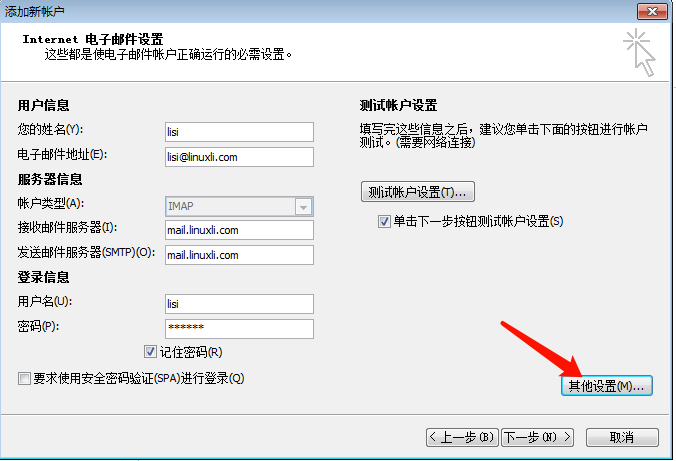 添加新帐户
Internet 电子邮件设置
这些都是使电子邮件帐户正确运行的必需设置。
用户信息
您的姓名(Y):
lisi
电子邮件地址(E):
lisi@linuxli.com
服务器信息
帐户类型(A):
IMAP
接收邮件服务器(I):
mail.linuxli.com
发送邮件服务器(SMTP)(O):
mail.linuxli.com
登录信息
用户名(U):
lisi
密码(P):
******
记住密码(R)
要求使用安全密码验证(SPA)进行登录(Q)
测试帐户设置
填写完这些信息之后，建议您单击下面的按钮进行帐户
测试。(需要网络连接)
测试帐户设置(T)...
单击下一步按钮测试帐户设置(S)
其他设置(M)...
< 上一步(B)
下一步(N) >
取消